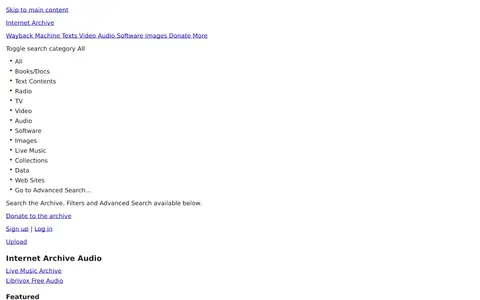 Skip to main content
Internet Archive
Wayback Machine Texts Video Audio Software Images Donate More
Toggle search category All
• All
• Books/Docs
• Text Contents
• Radio
• TV
• Video
• Audio
• Software
• Images
• Live Music
• Collections
• Data
• Web Sites
• Go to Advanced Search...
Search the Archive, Filters and Advanced Search available below.
Donate to the archive
Sign up | Log in
Upload
Internet Archive Audio
Live Music Archive
Librivox Free Audio
Featured